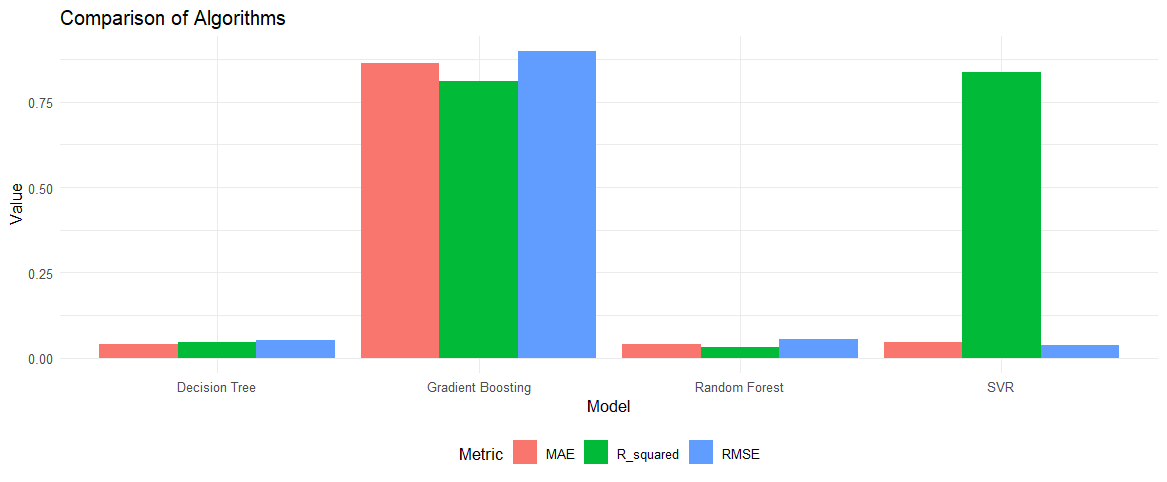 Comparison of Algorithms
Value
0.75
0.50
0.25
0.00
Decision Tree Gradient Boosting Random Forest SVR
Model
Metric MAE R_squared RMSE